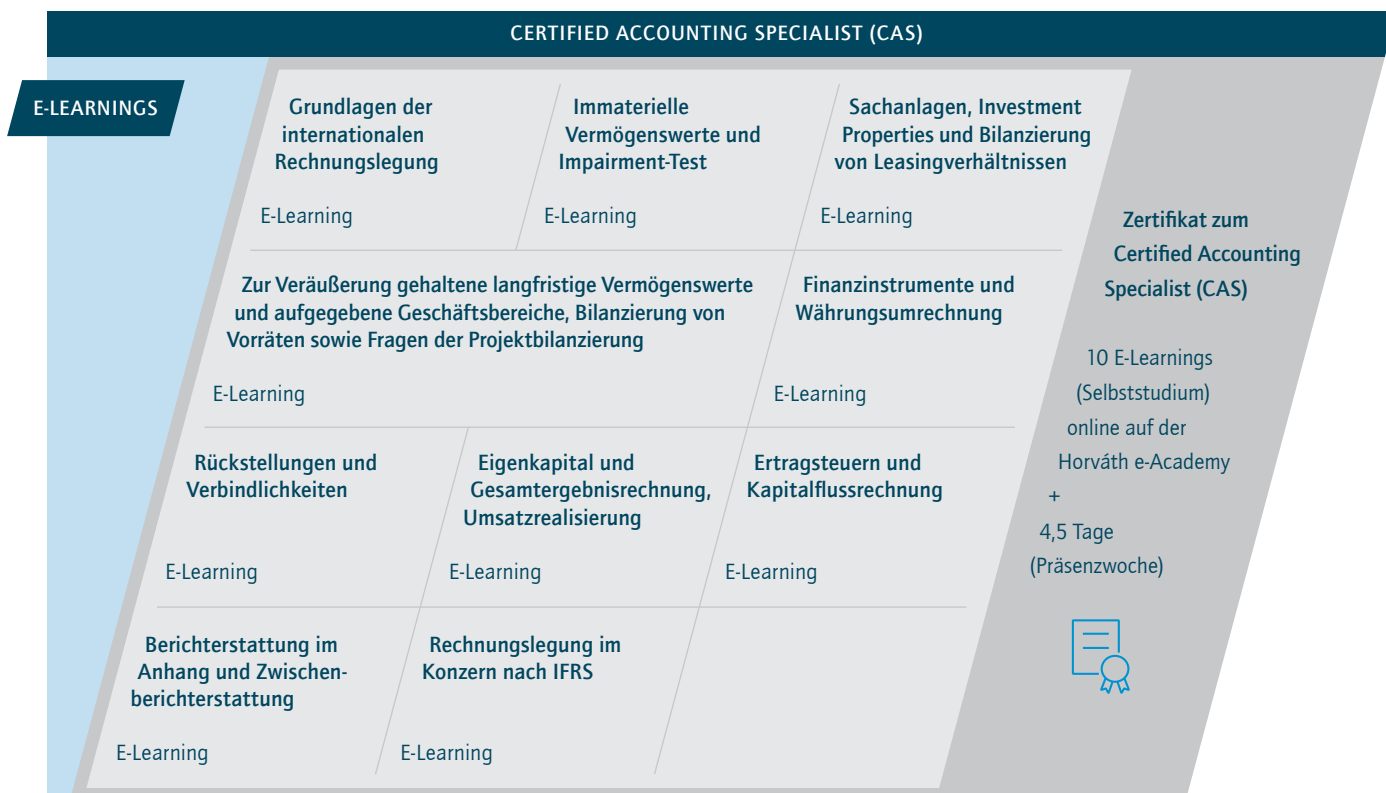 CERTIFIED ACCOUNTING SPECIALIST (CAS)
E-LEARNINGS
Grundlagen der
internationalen
Rechnungslegung
E-Learning
Immaterielle
Vermögenswerte und
Impairment-Test
E-Learning
Sachanlagen, Investment
Properties und Bilanzierung
von Leasingverhältnissen
E-Learning
Zur Veräußerung gehaltene langfristige Vermögenswerte
und aufgegebene Geschäftsbereiche, Bilanzierung von
Vorräten sowie Fragen der Projektbilanzierung
E-Learning
Finanzinstrumente und
Währungsumrechnung
E-Learning
Rückstellungen und
Verbindlichkeiten
E-Learning
Eigenkapital und
Gesamtergebnisrechnung,
Umsatzrealisierung
E-Learning
Ertragsteuern und
Kapitalflussrechnung
E-Learning
Berichterstattung im
Anhang und Zwischen-
berichterstattung
E-Learning
Rechnungslegung im
Konzern nach IFRS
E-Learning
Zertifikat zum
Certified Accounting
Specialist (CAS)
10 E-Learnings
(Selbststudium)
online auf der
Horváth e-Academy
+
4,5 Tage
(Präsenzwoche)